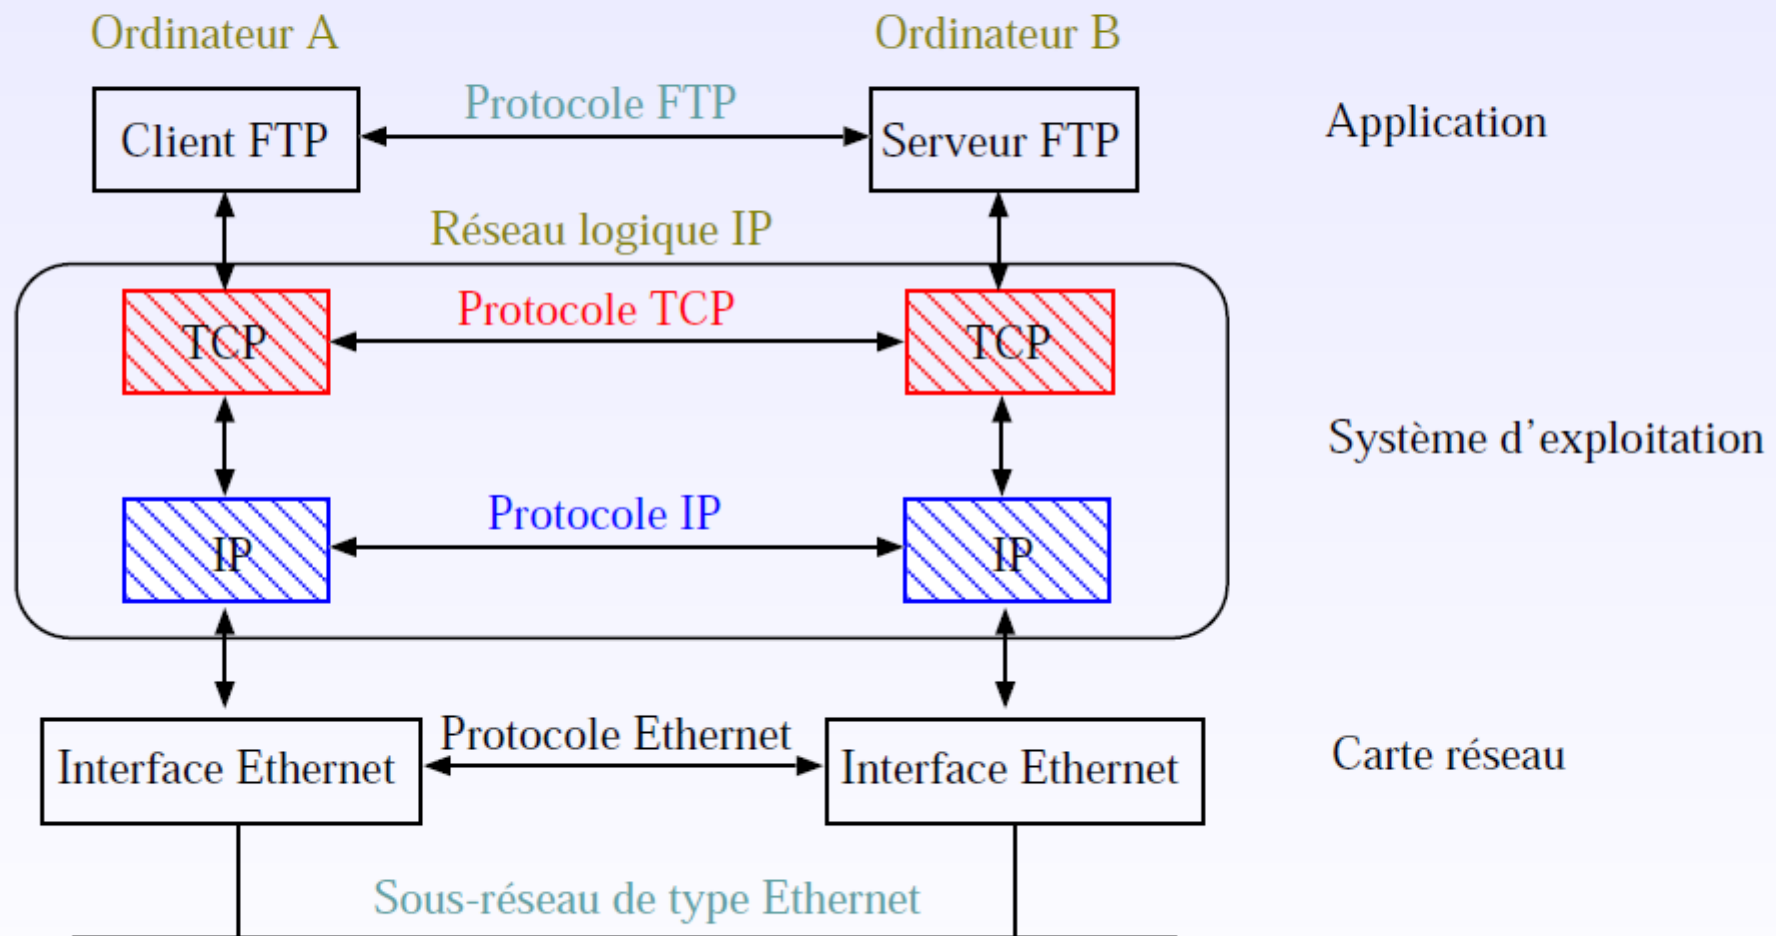 Ordinateur A
Ordinateur B
Protocole FTP
Client FTP
Serveur FTP
Application
Réseau logique IP
Protocole TCP
TCP
TCP
Système d'exploitation
Protocole IP
IP
IP
Protocole Ethernet
Interface Ethernet
Interface Ethernet
Carte réseau
Sous-réseau de type Ethernet